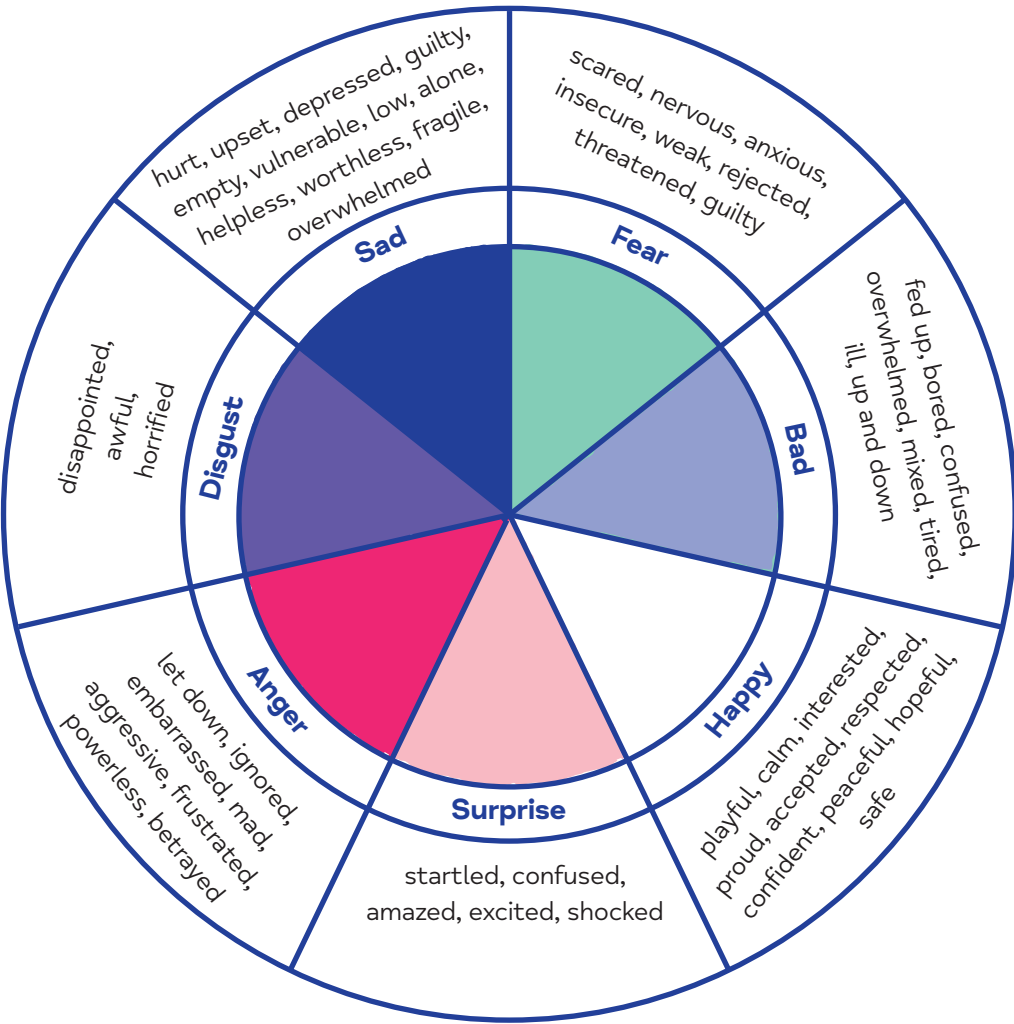 hurt, upset, depressed, guilty,
empty, vulnerable, low, alone,
helpless, worthless, fragile,
overwhelmed
Sad
scared, nervous, anxious,
insecure, weak, rejected,
threatened, guilty
Fear
fed up, bored, confused,
overwhelmed, mixed, tired,
ill, up and down
Bad
playful, calm, interested,
proud, accepted, respected,
confident, peaceful, hopeful,
safe
Happy
Surprise
startled, confused,
amazed, excited, shocked
Anger
let down, ignored,
embarrassed, mad,
aggressive, frustrated,
powerless, betrayed
Disgust
disappointed,
awful,
horrified